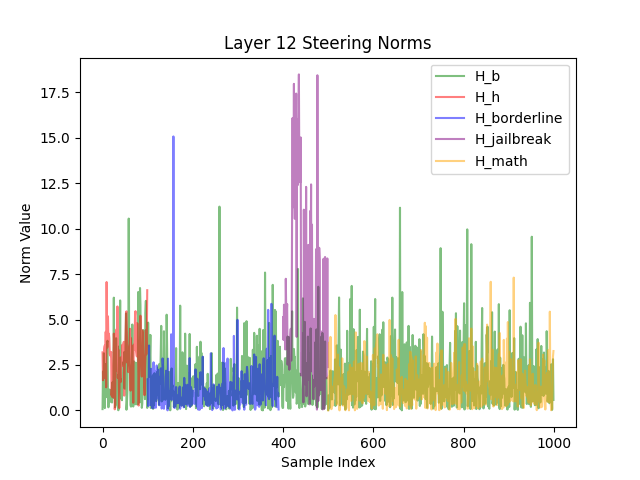 Layer 12 Steering Norms
Norm Value
17.5
15.0
12.5
10.0
7.5
5.0
2.5
0.0
H_b
H_h
H_borderline
H_jailbreak
H_math
0
200
400
600
800
1000
Sample Index